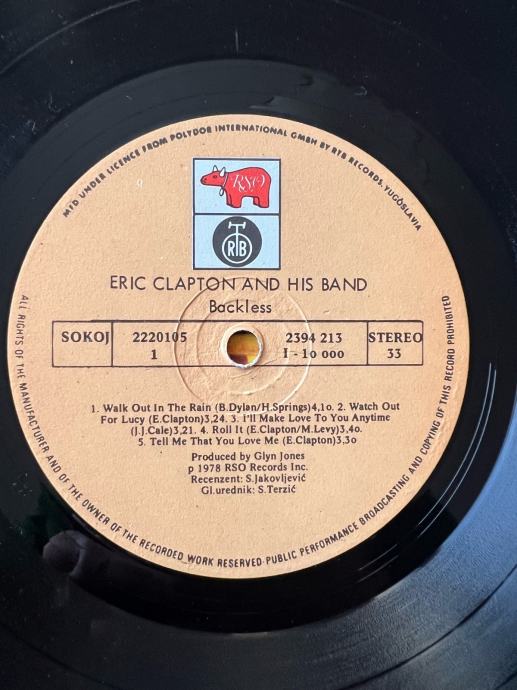 MFD UNDER LICENCE FROM POLYDOR INTERNATIONAL GMBH BY RTB RECORDS, YUGOSLAVIA
RSO
RTB
ERIC CLAPTON AND HIS BAND
Backless
SOKOJ 2220105 2394 213 STEREO
1 I-10 000 33
1. Walk Out In The Rain (B.Dylan/H.Springs)4,1o. 2. Watch Out
For Lucy (E.Clapton)3,24. 3. I'll Make Love To You Anytime
(J.J.Cale)3,21. 4. Roll It (E.Clapton/M.Levy)3,4o.
5. Tell Me That You Love Me (E.Clapton)3,3o
Produced by Glyn Jones
p 1978 RSO Records Inc.
Recenzent: S.Jakovljević
Gl.urednik: S.Terzić
ALL RIGHTS OF THE MANUFACTURER AND OF THE OWNER OF THE RECORDED WORK RESERVED·PUBLIC PERFORMANCE BROADCASTING AND COPYING OF THIS RECORD PROHIBITED